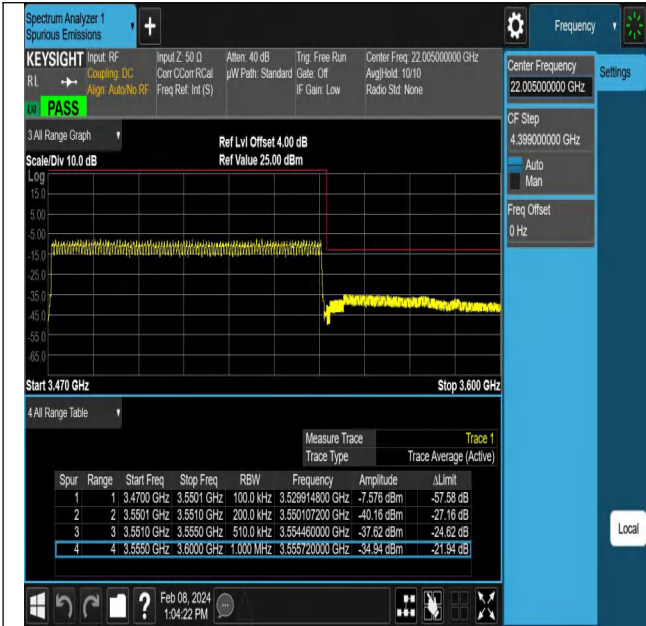 Spectrum Analyzer 1
Spurious Emissions
+
Frequency
KEYSIGHT
RL
PASS
Input: RF
Coupling: DC
Align: Auto/No RF
Input Z: 50 Ω
Corr CCorr RCal
Freq Ref: Int (S)
Atten: 40 dB
µW Path: Standard
Trig: Free Run
Gate: Off
IF Gain: Low
Center Freq: 22.005000000 GHz
Avg|Hold: 10/10
Radio Std: None
Center Frequency
22.005000000 GHz
Settings
CF Step
4.399000000 GHz
Auto
Man
Freq Offset
0 Hz
3 All Range Graph
Scale/Div 10.0 dB
Ref Lvl Offset 4.00 dB
Ref Value 25.00 dBm
Log
15.0
5.00
-5.00
-15.0
-25.0
-35.0
-45.0
-55.0
-65.0
Start 3.470 GHz
Stop 3.600 GHz
4 All Range Table
Measure Trace Trace 1
Trace Type Trace Average (Active)
Spur Range Start Freq Stop Freq RBW Frequency Amplitude ΔLimit
1 1 3.4700 GHz 3.5501 GHz 100.0 kHz 3.529914800 GHz -7.576 dBm -57.58 dB
2 2 3.5501 GHz 3.5510 GHz 200.0 kHz 3.550107200 GHz -40.16 dBm -27.16 dB
3 3 3.5510 GHz 3.5550 GHz 510.0 kHz 3.554460000 GHz -37.62 dBm -24.62 dB
4 4 3.5550 GHz 3.6000 GHz 1.000 MHz 3.555720000 GHz -34.94 dBm -21.94 dB
Local
?
Feb 08, 2024
1:04:22 PM